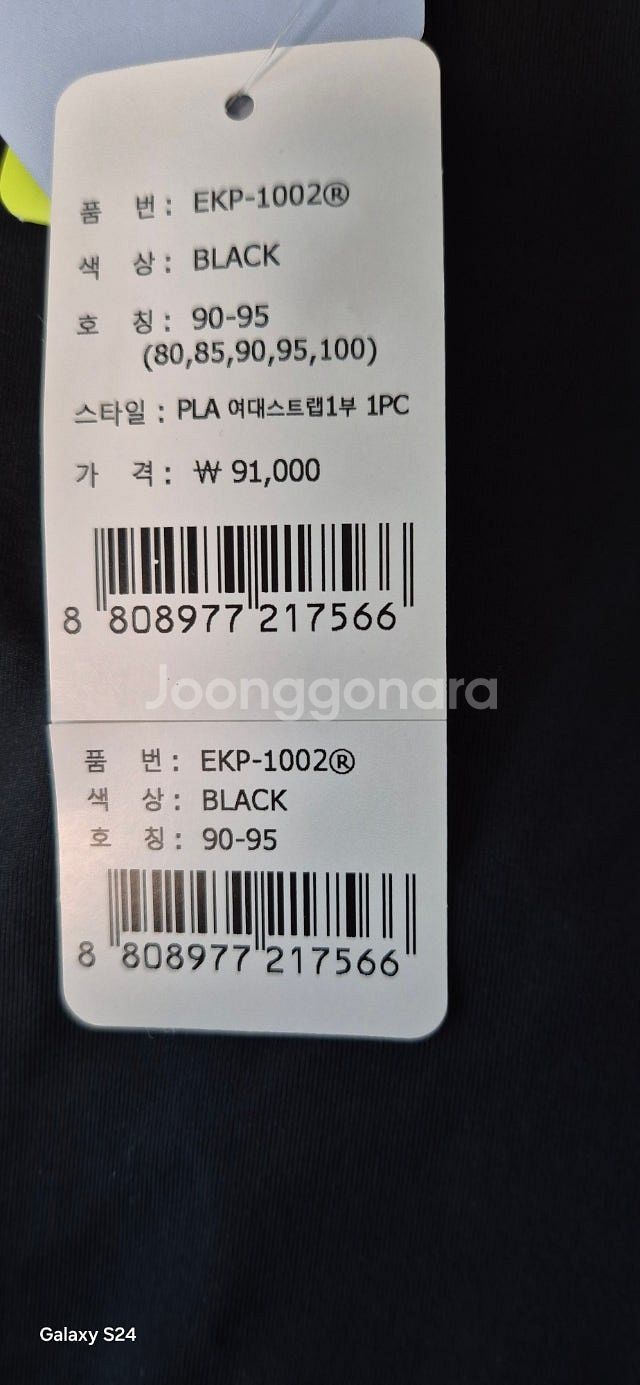 품 번 : EKP-1002Ⓡ
색 상 : BLACK
호 칭 : 90-95
(80,85,90,95,100)
스타일 : PLA 여대스트랩1부 1PC
가 격 : ₩ 91,000
8 808977 217566
Joonggonara
품 번 : EKP-1002Ⓡ
색 상 : BLACK
호 칭 : 90-95
8 808977 217566
Galaxy S24